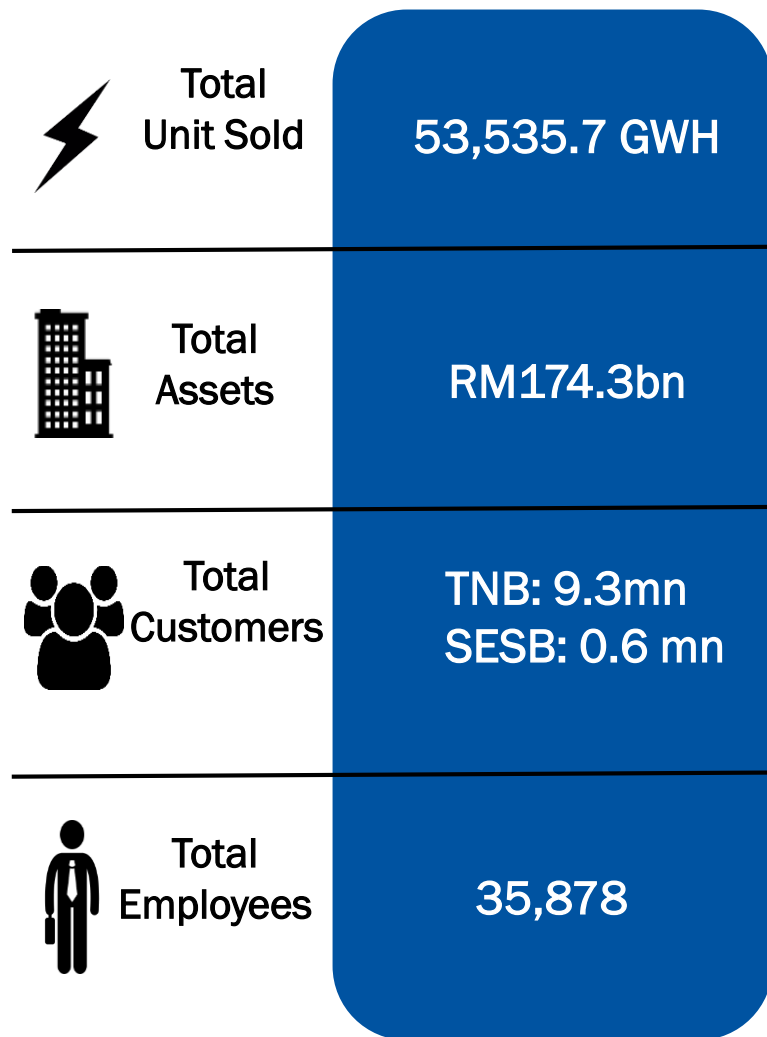 Total
Unit Sold
53,535.7 GWH
Total
Assets
RM174.3bn
Total
Customers
TNB: 9.3mn
SESB: 0.6 mn
Total
Employees
35,878